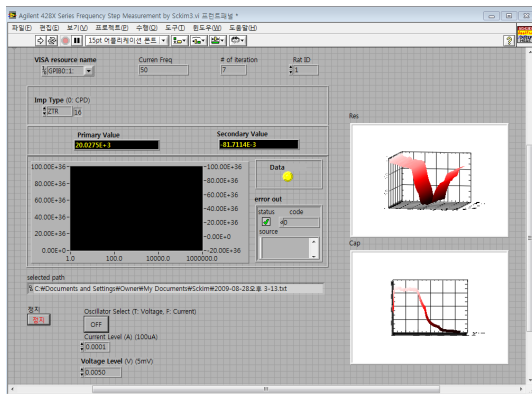 Agilent 428X Series Frequency Step Measurement by Sckim3.vi 프런트패널 *
파일(F) 편집(E) 보기(V) 프로젝트(P) 수행(O) 도구(T) 윈도우(W) 도움말(H)
15pt 어플리케이션 폰트
VISA resource name Curren Freq # of iteration Rat ID
GPIB0::1: 50 7 1
Imp Type (0: CPD)
ZTR 16
Primary Value Secondary Value
20.0275E+3 -81.7114E-3
Res
100.00E+36 80.00E+36 60.00E+36 40.00E+36 20.00E+36 0.00E+0
100.00E+36 80.00E+36 60.00E+36 40.00E+36 20.00E+36 0.00E+0 -20.00E+36
1.0 100.0 10000.0 1000000.0
Data
error out
status code
0
source
Cap
selected path
C:₩Documents and Settings₩Owner₩My Documents₩Sckim₩2009-08-28오후 3-13.txt
정지
정지
Oscillator Select (T: Voltage, F: Current)
OFF
Current Level (A) (100uA)
0.0001
Voltage Level (V) (5mV)
0.0050